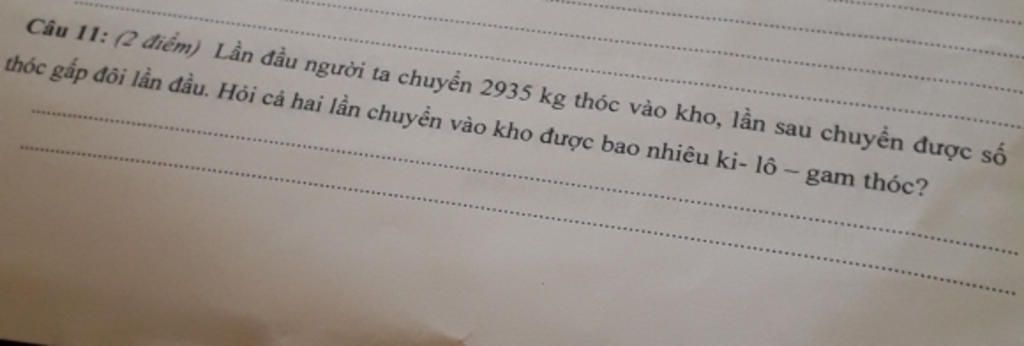 Câu 11: (2 điểm) Lần đầu người ta chuyển 2935 kg thóc vào kho, lần sau chuyển được số
thóc gấp đôi lần đầu. Hỏi cả hai lần chuyển vào kho được bao nhiêu ki- lô – gam thóc?